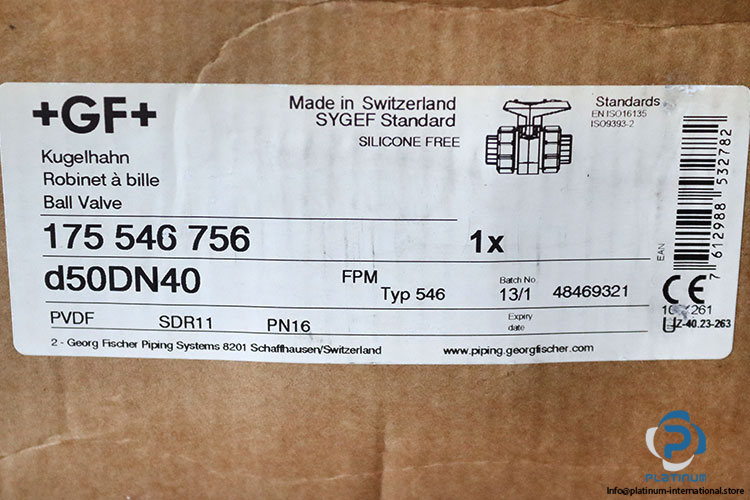 +GF+
Kugelhahn
Robinet à bille
Ball Valve
Made in Switzerland
SYGEF Standard
SILICONE FREE
Standards
EN ISO16135
ISO9393-2
175 546 756
1x
d50DN40
FPM
Typ 546
Batch No.
13/1
48469321
PVDF
SDR11
PN16
Expiry
date
2 - Georg Fischer Piping Systems 8201 Schaffhausen/Switzerland
www.piping.georgfischer.com
EAN
7 612988 532782
CE
Z-40.23-263
PLATINUM
Info@platinum-international.store